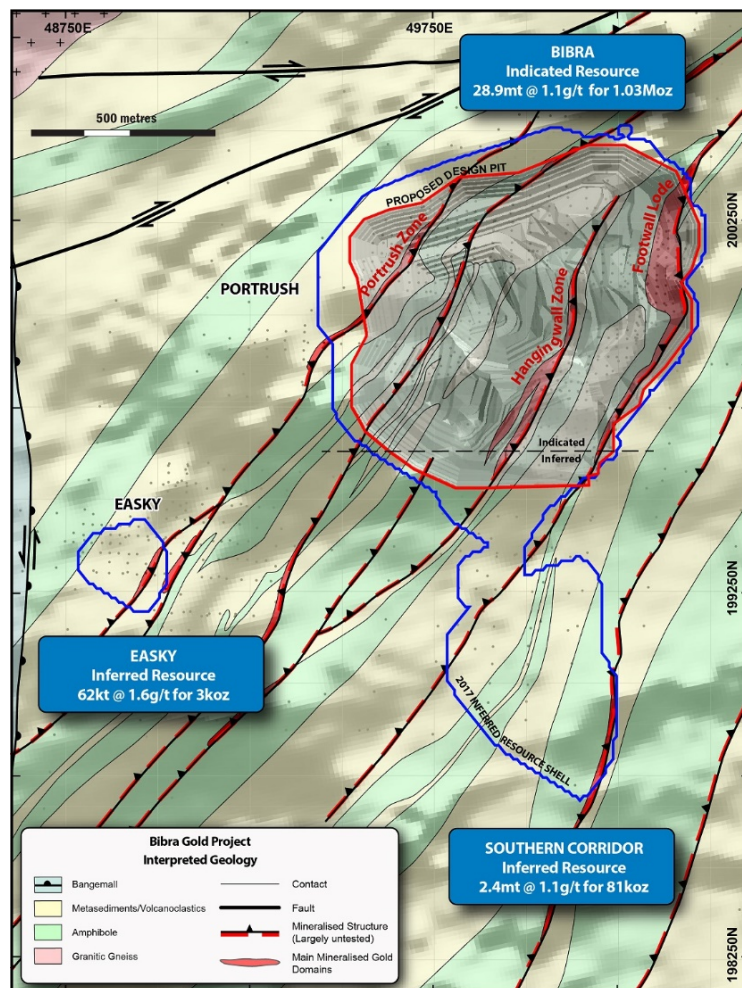 48750E
49750E
BIBRA
Indicated Resource
28.9mt @ 1.1g/t for 1.03Moz
500 metres
PROPOSED DESIGN PIT
200250N
Portrush Zone
Footwall Lode
PORTRUSH
Hangingwall Zone
Indicated
Inferred
EASKY
199250N
EASKY
Inferred Resource
62kt @ 1.6g/t for 3koz
2017 INFERRED RESOURCE SHELL
SOUTHERN CORRIDOR
Inferred Resource
2.4mt @ 1.1g/t for 81koz
198250N
Bibra Gold Project
Interpreted Geology
Bangemall
Contact
Metasediments/Volcanoclastics
Fault
Amphibole
Mineralised Structure
(Largely untested)
Granitic Gneiss
Main Mineralised Gold
Domains